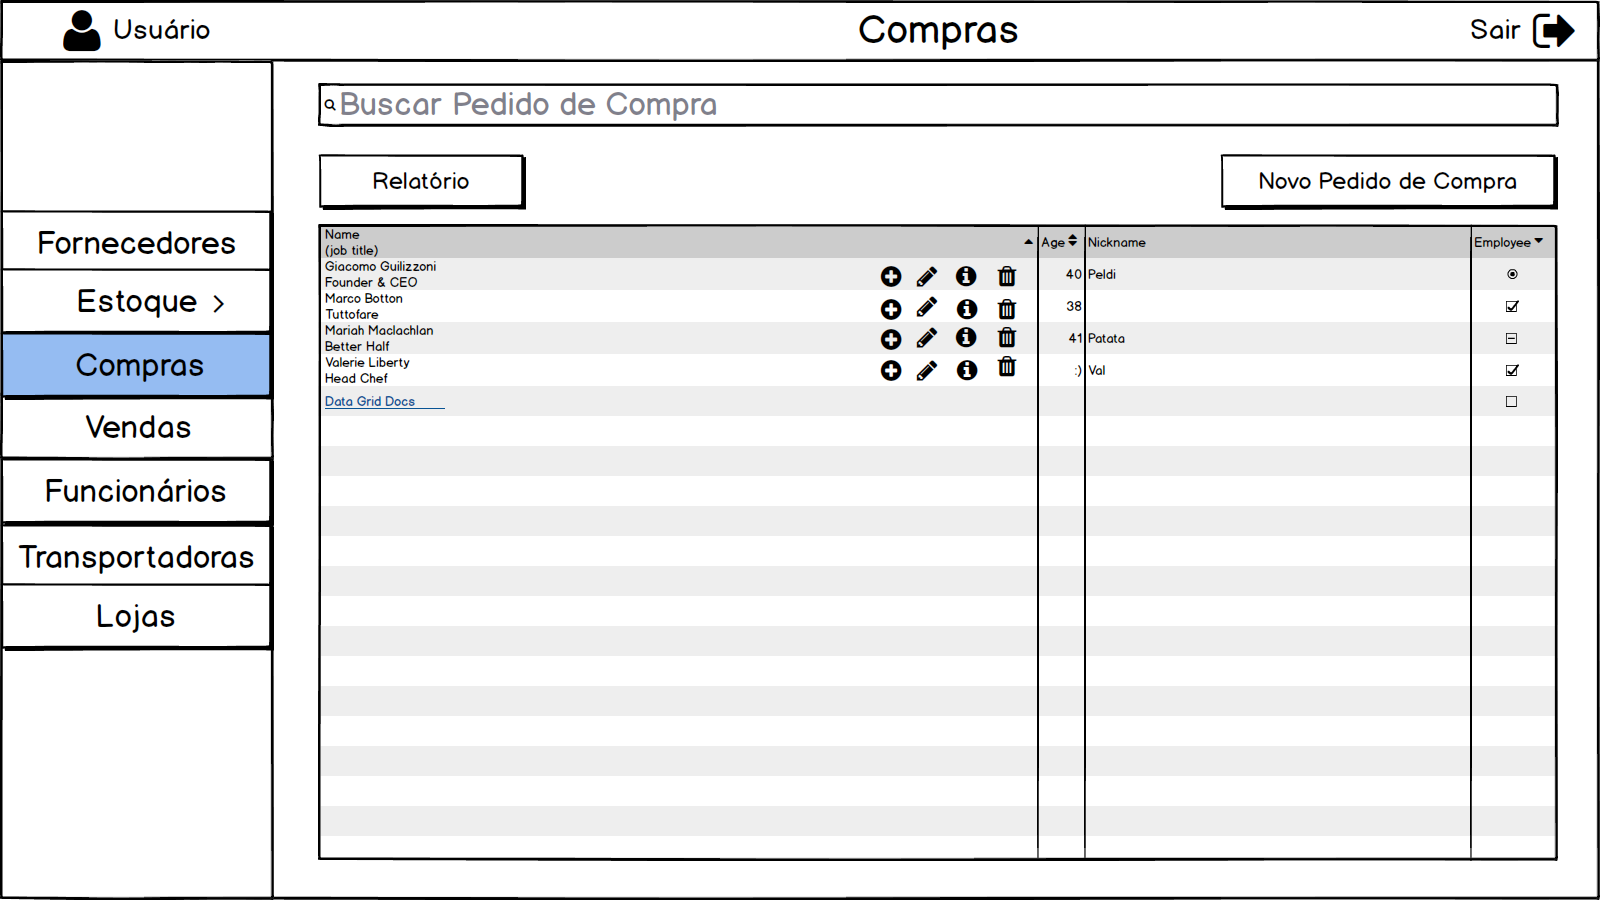 Usuário
Compras
Sair
Buscar Pedido de Compra
Relatório
Novo Pedido de Compra
Fornecedores
Estoque >
Compras
Vendas
Funcionários
Transportadoras
Lojas
Name
(job title)
Age
Nickname
Employee
Giacomo Guilizzoni
Founder & CEO
40
Peldi
Marco Botton
Tuttofare
38
Mariah Maclachlan
Better Half
41
Patata
Valerie Liberty
Head Chef
:)
Val
Data Grid Docs